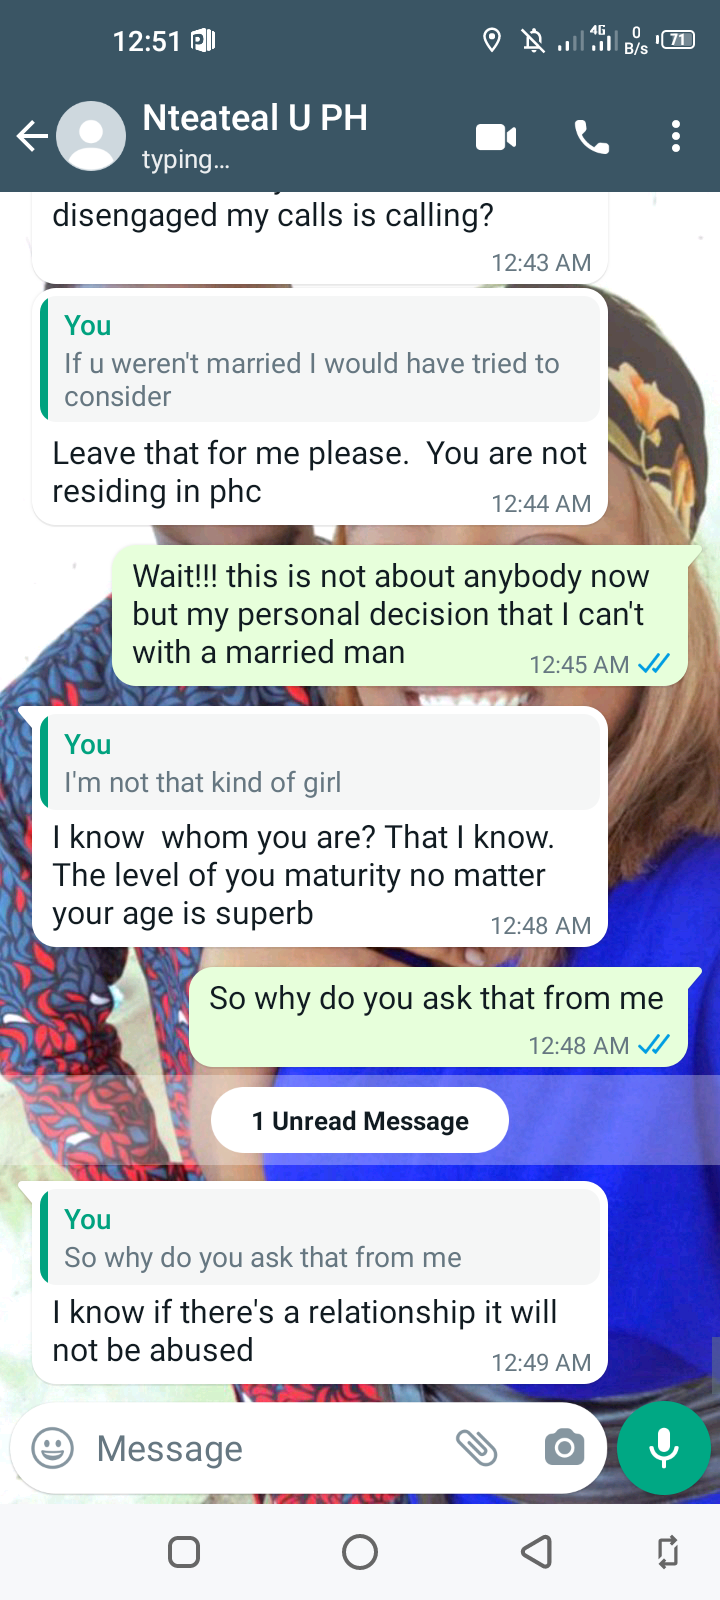 12:51
4G
0
B/s
71
Nteateal U PH
typing...
disengaged my calls is calling?
12:43 AM
You
If u weren't married I would have tried to
consider
Leave that for me please.  You are not
residing in phc
12:44 AM
Wait!!! this is not about anybody now
but my personal decision that I can't
with a married man
12:45 AM
You
I'm not that kind of girl
I know  whom you are? That I know.
The level of you maturity no matter
your age is superb
12:48 AM
So why do you ask that from me
12:48 AM
1 Unread Message
You
So why do you ask that from me
I know if there's a relationship it will
not be abused
12:49 AM
Message